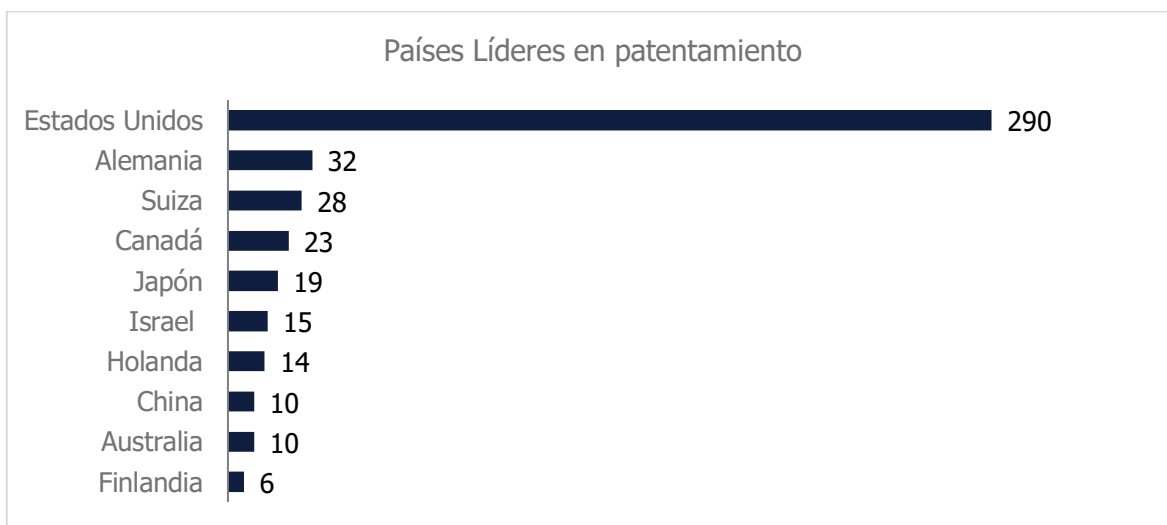 Países Líderes en patentamiento
Estados Unidos 290
Alemania 32
Suiza 28
Canadá 23
Japón 19
Israel 15
Holanda 14
China 10
Australia 10
Finlandia 6